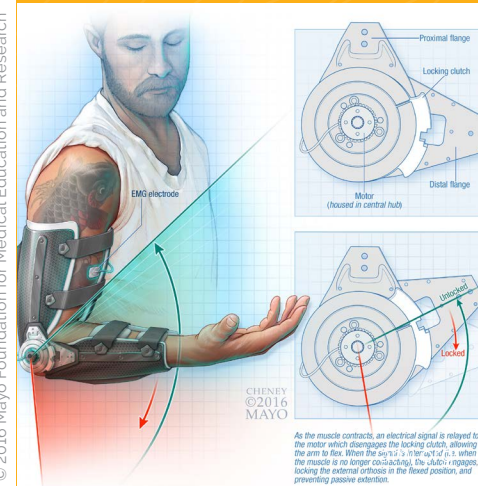 © 2016 Mayo Foundation for Medical Education and Research
EMG electrode
CHENEY
©2016
MAYO
Proximal flange
Locking clutch
Distal flange
Motor
(housed in central hub)
Unlocked
Locked
As the muscle contracts, an electrical signal is relayed to
the motor which disengages the locking clutch, allowing
the arm to flex. When the signal is interrupted (i.e. when
the muscle is no longer contracting), the clutch engages,
locking the external orthosis in the flexed position, and
preventing passive extention.